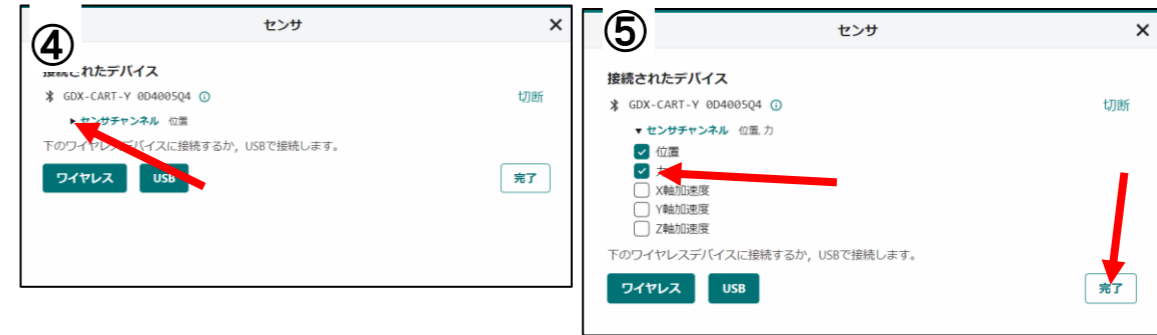 ④
センサ
×
接続されたデバイス
GDX-CART-Y 0D4005Q4
切断
センサチャンネル 位置
下のワイヤレスデバイスに接続するか，USBで接続します。
ワイヤレス USB 完了
⑤
センサ
×
接続されたデバイス
GDX-CART-Y 0D4005Q4
切断
センサチャンネル 位置, 力
位置
X軸加速度
Y軸加速度
Z軸加速度
下のワイヤレスデバイスに接続するか，USBで接続します。
ワイヤレス USB 完了